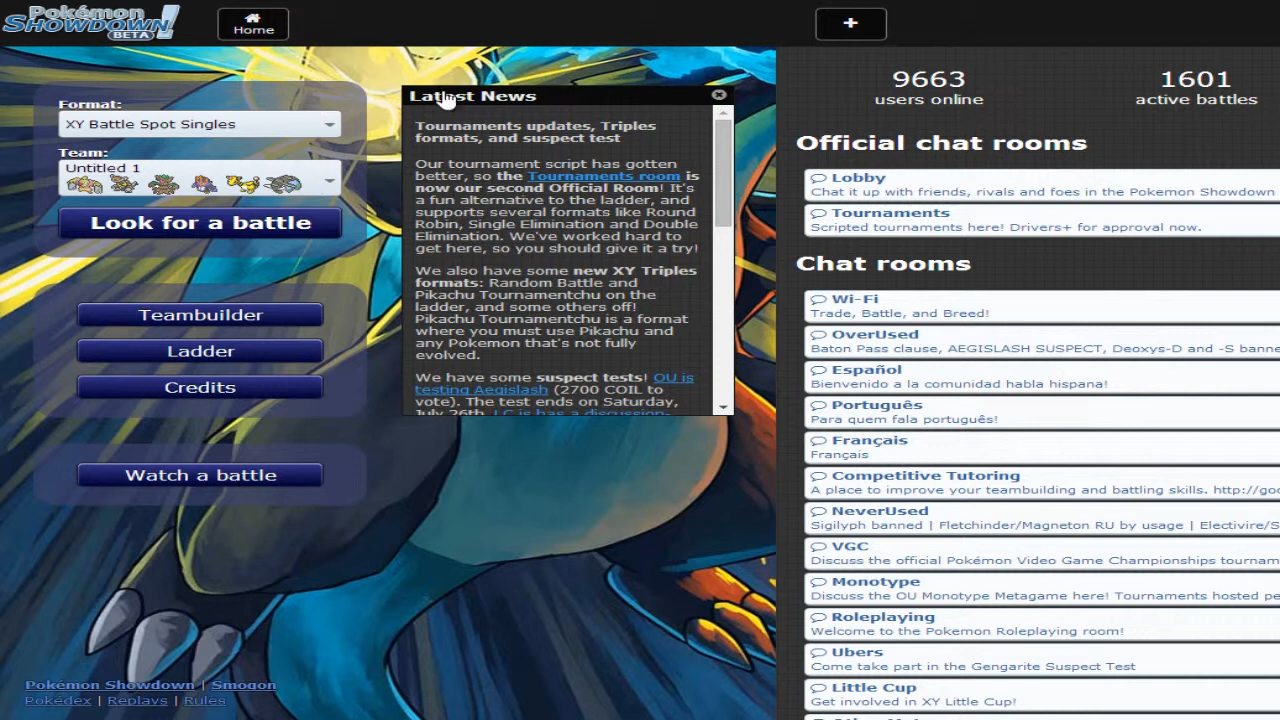 Pokémon
SHOWDOWN!
BETA
Home
+
Format:
XY Battle Spot Singles
Team:
Untitled 1
Look for a battle
Teambuilder
Ladder
Credits
Watch a battle
Pokémon Showdown | Smogon
Pokédex | Replays | Rules
Latest News
Tournaments updates, Triples
formats, and suspect test
Our tournament script has gotten
better, so the Tournaments room is
now our second Official Room! It's
a fun alternative to the ladder, and
supports several formats like Round
Robin, Single Elimination and Double
Elimination. We've worked hard to
get here, so you should give it a try!
We also have some new XY Triples
formats: Random Battle and
Pikachu Tournamentchu on the
ladder, and some others off!
Pikachu Tournamentchu is a format
where you must use Pikachu and
any Pokemon that's not fully
evolved.
We have some suspect tests! OU is
testing Aegislash (2700 COIL to
vote). The test ends on Saturday,
July 26th. LC is has a discussion-
9663
users online
1601
active battles
Official chat rooms
Lobby
Chat it up with friends, rivals and foes in the Pokemon Showdown
Tournaments
Scripted tournaments here! Drivers+ for approval now.
Chat rooms
Wi-Fi
Trade, Battle, and Breed!
OverUsed
Baton Pass clause, AEGISLASH SUSPECT, Deoxys-D and -S banne
Español
Bienvenido a la comunidad habla hispana!
Português
Para quem fala português!
Français
Français
Competitive Tutoring
A place to improve your teambuilding and battling skills. http://goo
NeverUsed
Sigilyph banned | Fletchinder/Magneton RU by usage | Electivire/S
VGC
Discuss the official Pokémon Video Game Championships tournam
Monotype
Discuss the OU Monotype Metagame here! Tournaments hosted pe
Roleplaying
Welcome to the Pokemon Roleplaying room!
Ubers
Come take part in the Gengarite Suspect Test
Little Cup
Get involved in XY Little Cup!